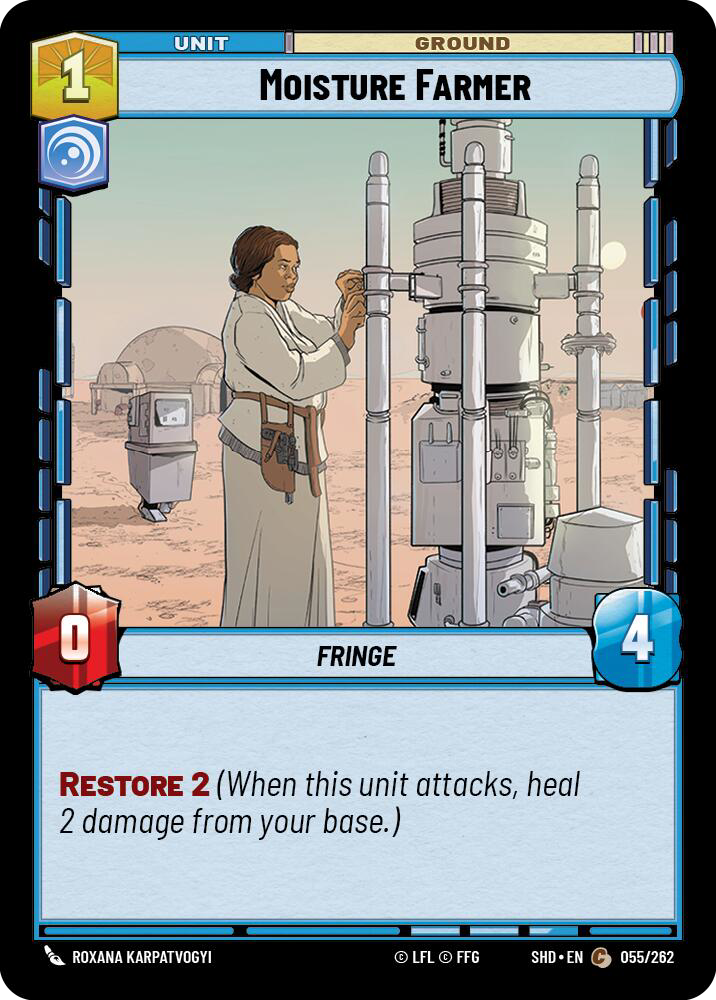 UNIT
GROUND
1
MOISTURE FARMER
0
FRINGE
4
RESTORE 2 (When this unit attacks, heal
2 damage from your base.)
ROXANA KARPATVOGYI
© LFL © FFG
SHD • EN C 055/262